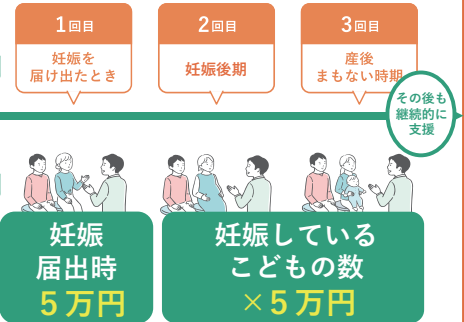 1回目
妊娠を
届け出たとき
2回目
妊娠後期
3回目
産後
まもない時期
その後も
継続的に
支援
妊娠
届出時
5万円
妊娠している
こどもの数
×5万円